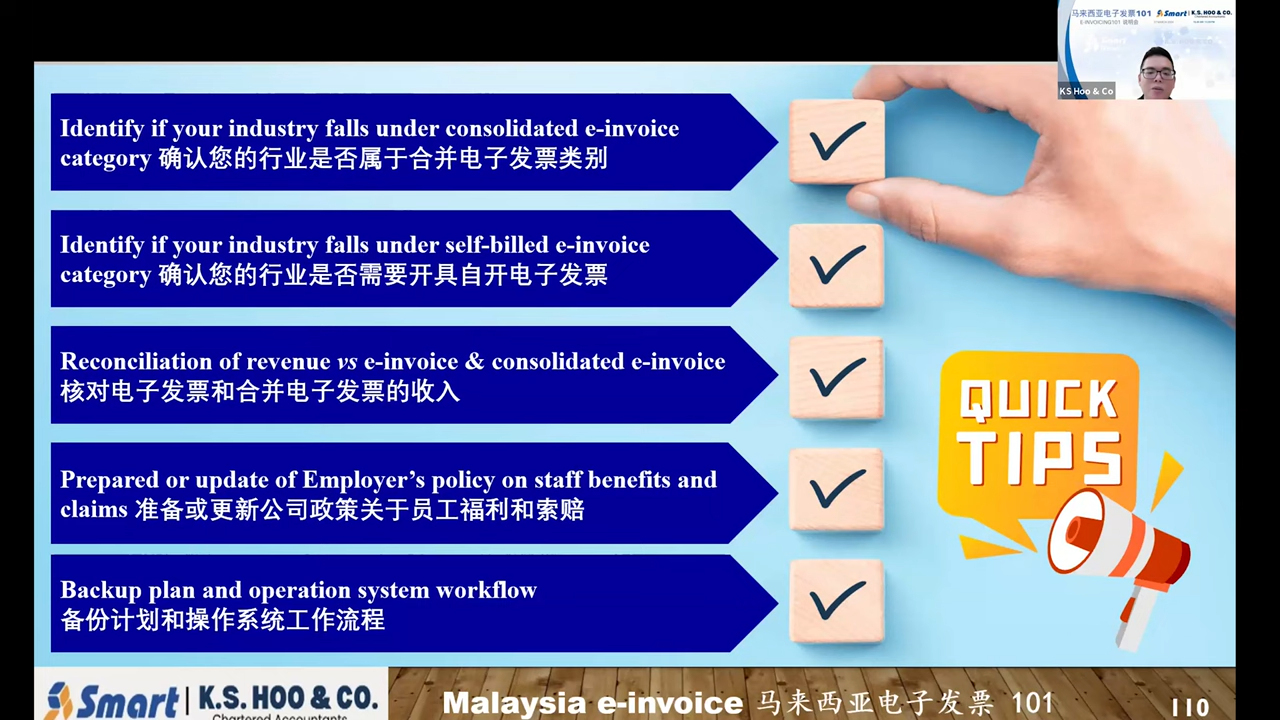 马来西亚电子发票101
Smart K.S. HOO & CO.
E-INVOICING101 说明会
KS Hoo & Co
Identify if your industry falls under consolidated e-invoice
category 确认您的行业是否属于合并电子发票类别
Identify if your industry falls under self-billed e-invoice
category 确认您的行业是否需要开具自开电子发票
Reconciliation of revenue vs e-invoice & consolidated e-invoice
核对电子发票和合并电子发票的收入
Prepared or update of Employer’s policy on staff benefits and
claims 准备或更新公司政策关于员工福利和索赔
Backup plan and operation system workflow
备份计划和操作系统工作流程
QUICK
TIPS
Smart | K.S. HOO & CO.
Chartered Accountants
Malaysia e-invoice 马来西亚电子发票 101
110